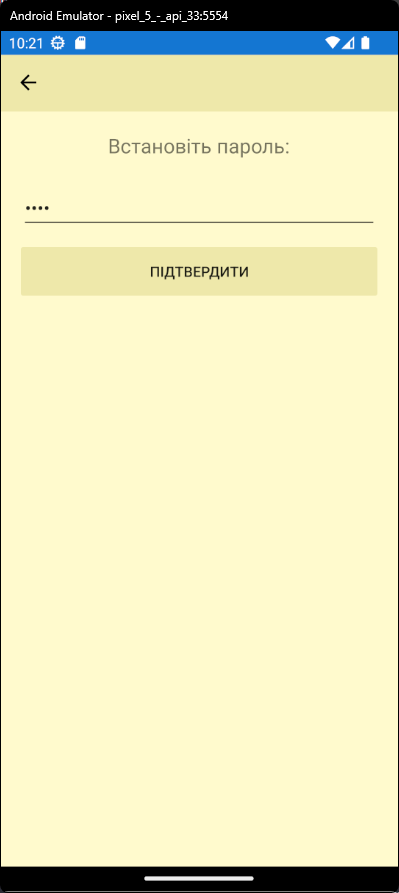 Android Emulator - pixel_5_-_api_33:5554
10:21
Встановіть пароль:
••••
ПІДТВЕРДИТИ